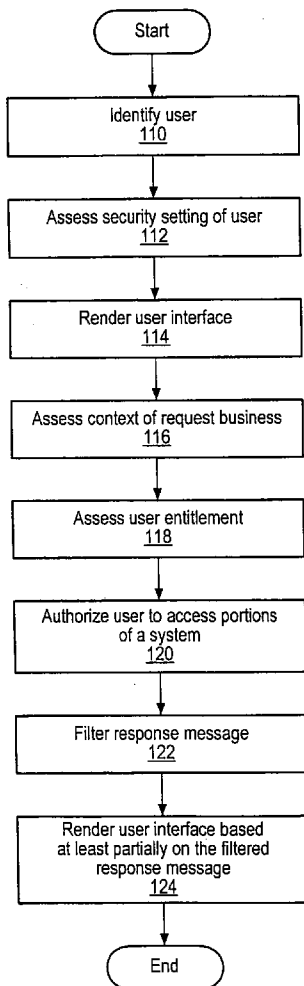 Start
Identify user
110
Assess security setting of user
112
Render user interface
114
Assess context of request business
116
Assess user entitlement
118
Authorize user to access portions
of a system
120
Filter response message
122
Render user interface based
at least partially on the filtered
response message
124
End